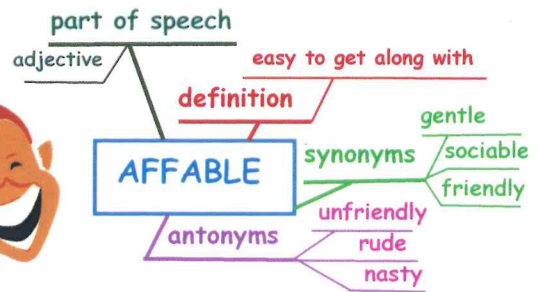 part of speech
adjective
easy to get along with
definition
gentle
synonyms
sociable
AFFABLE
friendly
unfriendly
antonyms
rude
nasty